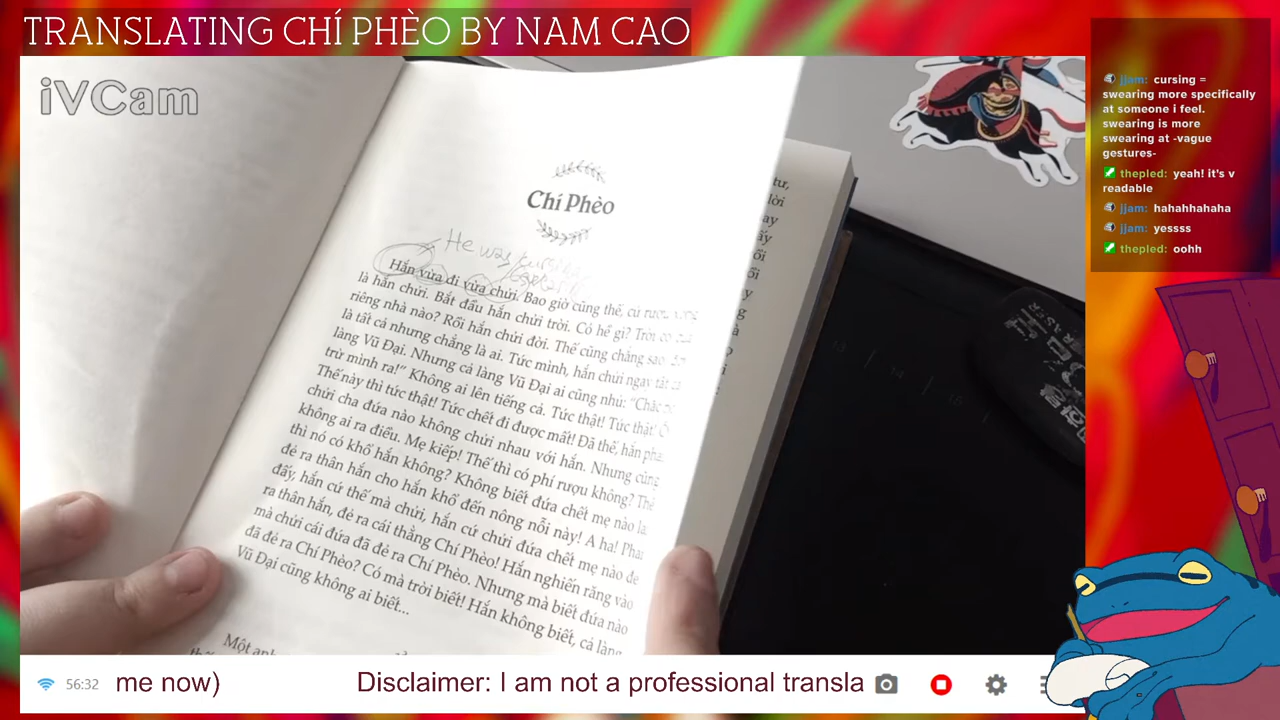 TRANSLATING CHÍ PHÈO BY NAM CAO
iVCam
Chí Phèo
He was
Hắn vừa đi vừa chửi. Bao giờ cũng thế, cứ rượu xong
là hắn chửi. Bắt đầu hắn chửi trời. Có hề gì? Trời có của
riêng nhà nào? Rồi hắn chửi đời. Thế cũng chẳng sao: đời
là tất cả nhưng chẳng là ai. Tức mình, hắn chửi ngay tất cả
làng Vũ Đại. Nhưng cả làng Vũ Đại ai cũng nhủ: "Chắc nó
trừ mình ra!" Không ai lên tiếng cả. Tức thật! Tức thật! Ồ
Thế này thì tức thật! Tức chết đi được mất! Đã thế, hắn phải
chửi cha đứa nào không chửi nhau với hắn. Nhưng cũng
không ai ra điều. Mẹ kiếp! Thế thì có phí rượu không? Thế
thì nó có khổ hắn không? Không biết đứa chết mẹ nào lại
đẻ ra thân hắn cho hắn khổ đến nông nỗi này! A ha! Phải
đấy, hắn cứ thế mà chửi, hắn cứ chửi đứa chết mẹ nào đẻ
ra thân hắn, đẻ ra cái thằng Chí Phèo! Hắn nghiến răng vào
mà chửi cái đứa đã đẻ ra Chí Phèo. Nhưng mà biết đứa nào
đã đẻ ra Chí Phèo? Có mà trời biết! Hắn không biết, cả làng
Vũ Đại cũng không ai biết...
Một anh
tư,
lời
jjam: cursing =
swearing more specifically
at someone i feel.
swearing is more
swearing at -vague
gestures-
thepled: yeah! it's v
readable
jjam: hahahhahaha
jjam: yessss
thepled: oohh
56:32
me now)
Disclaimer: I am not a professional transla